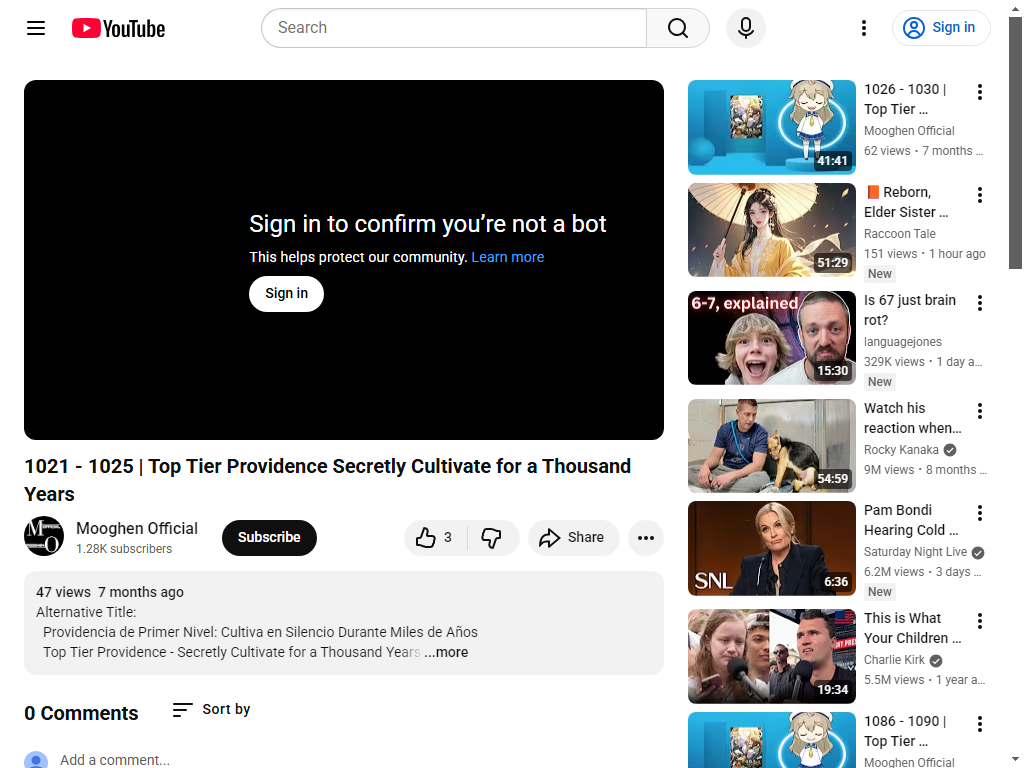 YouTube
Search
Sign in
Sign in to confirm you’re not a bot
This helps protect our community. Learn more
Sign in
1021 - 1025 | Top Tier Providence Secretly Cultivate for a Thousand
Years
Mooghen Official
1.28K subscribers
Subscribe
3
Share
47 views 7 months ago
Alternative Title:
Providencia de Primer Nivel: Cultiva en Silencio Durante Miles de Años
Top Tier Providence - Secretly Cultivate for a Thousand Years ...more
0 Comments
Sort by
Add a comment...
41:41
1026 - 1030 |
Top Tier ...
Mooghen Official
62 views • 7 months ...
51:29
Reborn,
Elder Sister ...
Raccoon Tale
151 views • 1 hour ago
New
6-7, explained
15:30
Is 67 just brain
rot?
languagejones
329K views • 1 day a...
New
54:59
Watch his
reaction when...
Rocky Kanaka
9M views • 8 months ...
SNL
6:36
Pam Bondi
Hearing Cold ...
Saturday Night Live
6.2M views • 3 days ...
New
19:34
This is What
Your Children ...
Charlie Kirk
5.5M views • 1 year a...
1086 - 1090 |
Top Tier ...
Mooghen Official